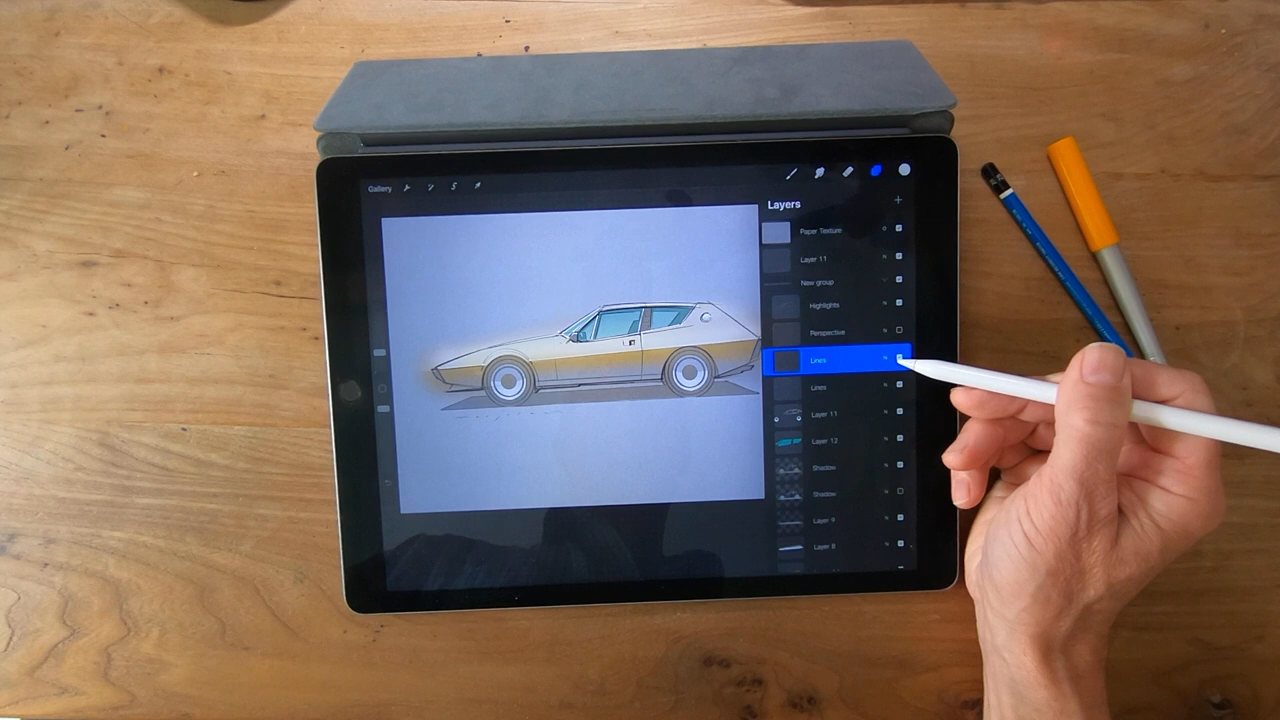 Gallery
Layers
Paper Texture
Layer 11
New group
Highlights
Perspective N
Lines N
Lines N
Layer 11 N
Layer 12 N
Shadow N
Shadow N
Layer 9 N
Layer 8 N